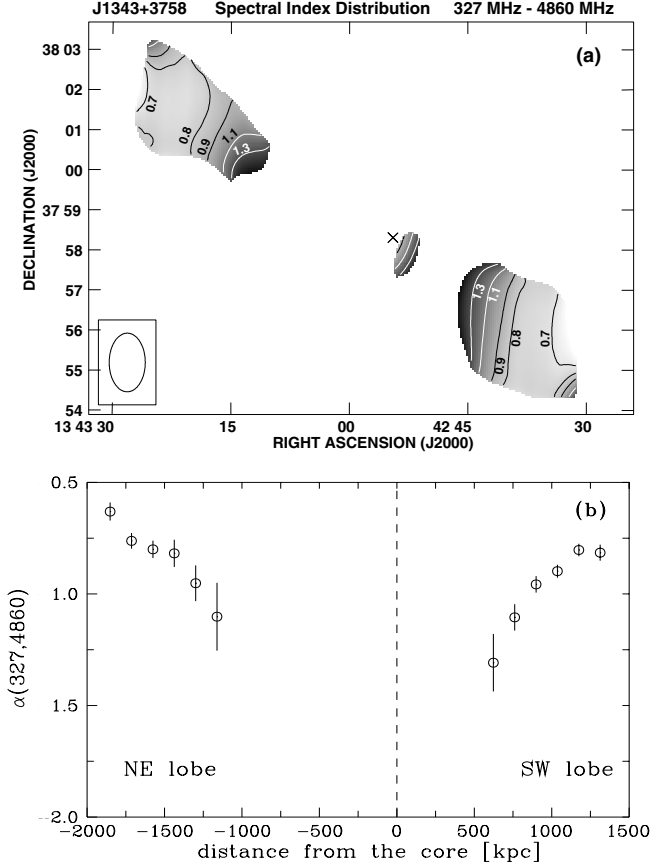 J1343+3758 Spectral Index Distribution 327 MHz - 4860 MHz
(a)
38 03
02
01
00
37 59
58
57
56
55
54
DECLINATION (J2000)
0.7
0.8
0.9
1.1
1.3
1.3
1.1
0.9
0.8
0.7
13 43 30 15 00 42 45 30
RIGHT ASCENSION (J2000)
(b)
0.5
1.0
1.5
2.0
α(327,4860)
NE lobe SW lobe
−2000 −1500 −1000 −500 0 500 1000 1500
distance from the core [kpc]